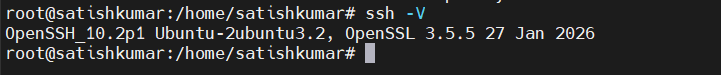 root@satishkumar:/home/satishkumar# ssh -V
OpenSSH_10.2p1 Ubuntu-2ubuntu3.2, OpenSSL 3.5.5 27 Jan 2026
root@satishkumar:/home/satishkumar#